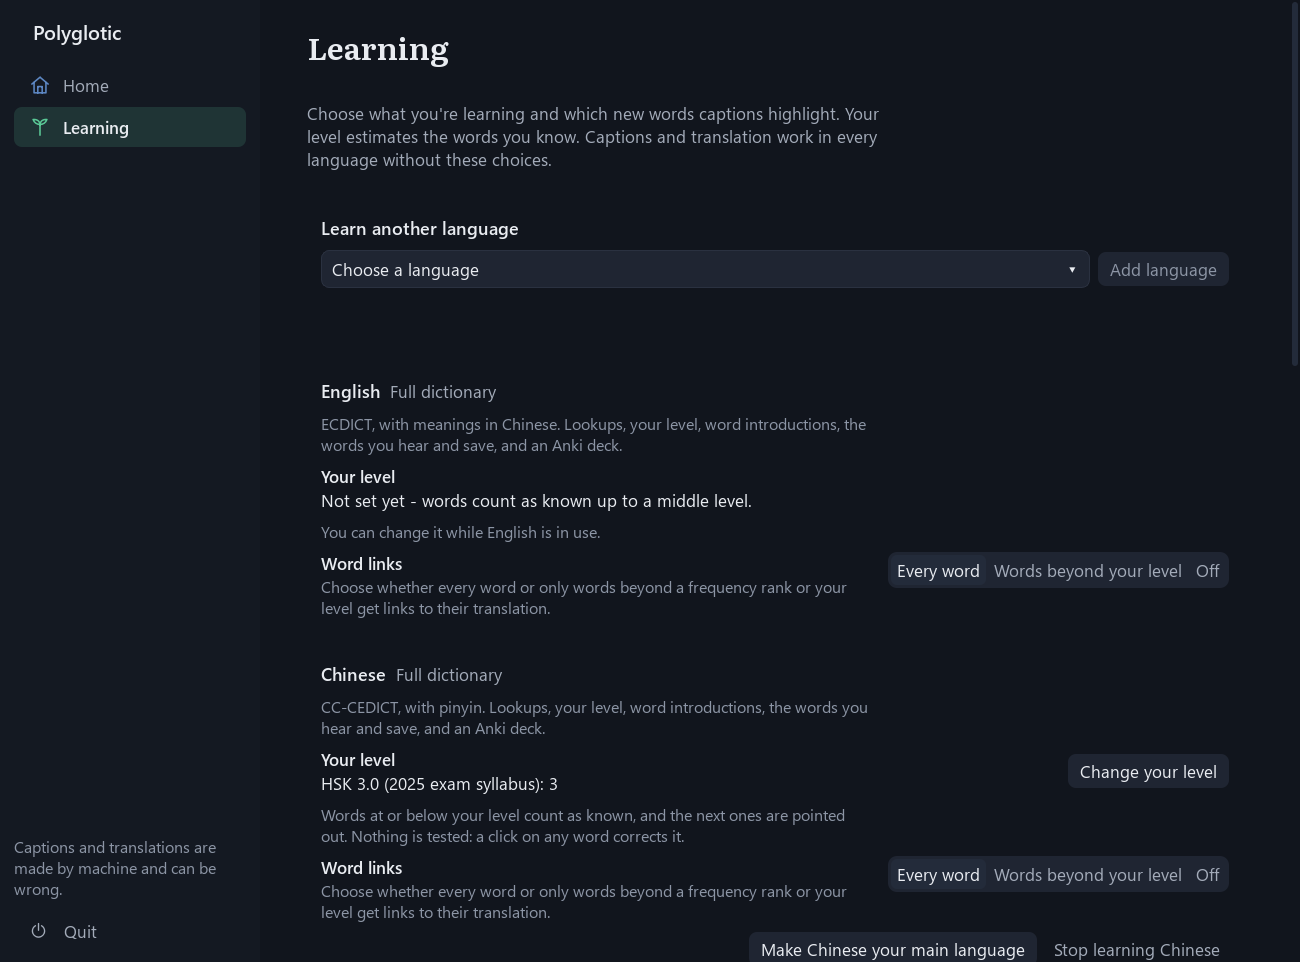 Polyglotic
Home
Learning
Captions and translations are
made by machine and can be
wrong.
Quit
Learning
Choose what you're learning and which new words captions highlight. Your
level estimates the words you know. Captions and translation work in every
language without these choices.
Learn another language
Choose a language
Add language
English Full dictionary
ECDICT, with meanings in Chinese. Lookups, your level, word introductions, the
words you hear and save, and an Anki deck.
Your level
Not set yet - words count as known up to a middle level.
You can change it while English is in use.
Word links
Choose whether every word or only words beyond a frequency rank or your
level get links to their translation.
Every word Words beyond your level Off
Chinese Full dictionary
CC-CEDICT, with pinyin. Lookups, your level, word introductions, the words you
hear and save, and an Anki deck.
Your level
HSK 3.0 (2025 exam syllabus): 3
Change your level
Words at or below your level count as known, and the next ones are pointed
out. Nothing is tested: a click on any word corrects it.
Word links
Choose whether every word or only words beyond a frequency rank or your
level get links to their translation.
Every word Words beyond your level Off
Make Chinese your main language Stop learning Chinese